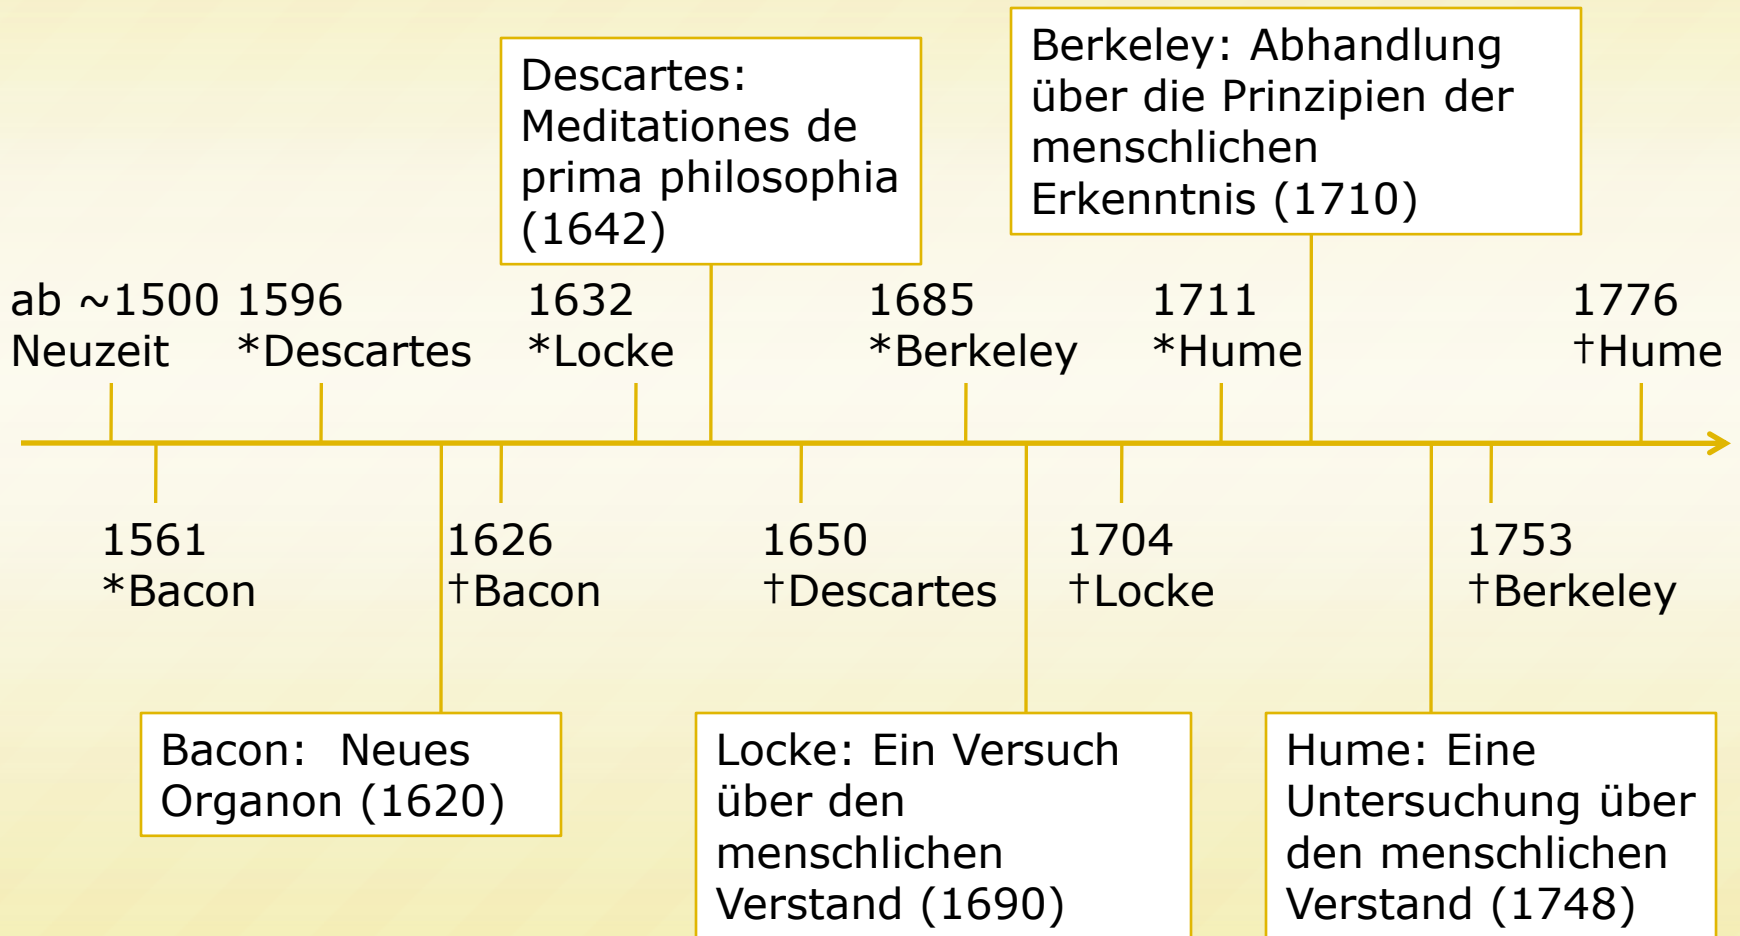 Descartes:
Meditationes de
prima philosophia
(1642)
Berkeley: Abhandlung
über die Prinzipien der
menschlichen
Erkenntnis (1710)
ab ~1500
Neuzeit
1596
*Descartes
1632
*Locke
1685
*Berkeley
1711
*Hume
1776
†Hume
1561
*Bacon
1626
†Bacon
1650
†Descartes
1704
†Locke
1753
†Berkeley
Bacon:  Neues
Organon (1620)
Locke: Ein Versuch
über den
menschlichen
Verstand (1690)
Hume: Eine
Untersuchung über
den menschlichen
Verstand (1748)